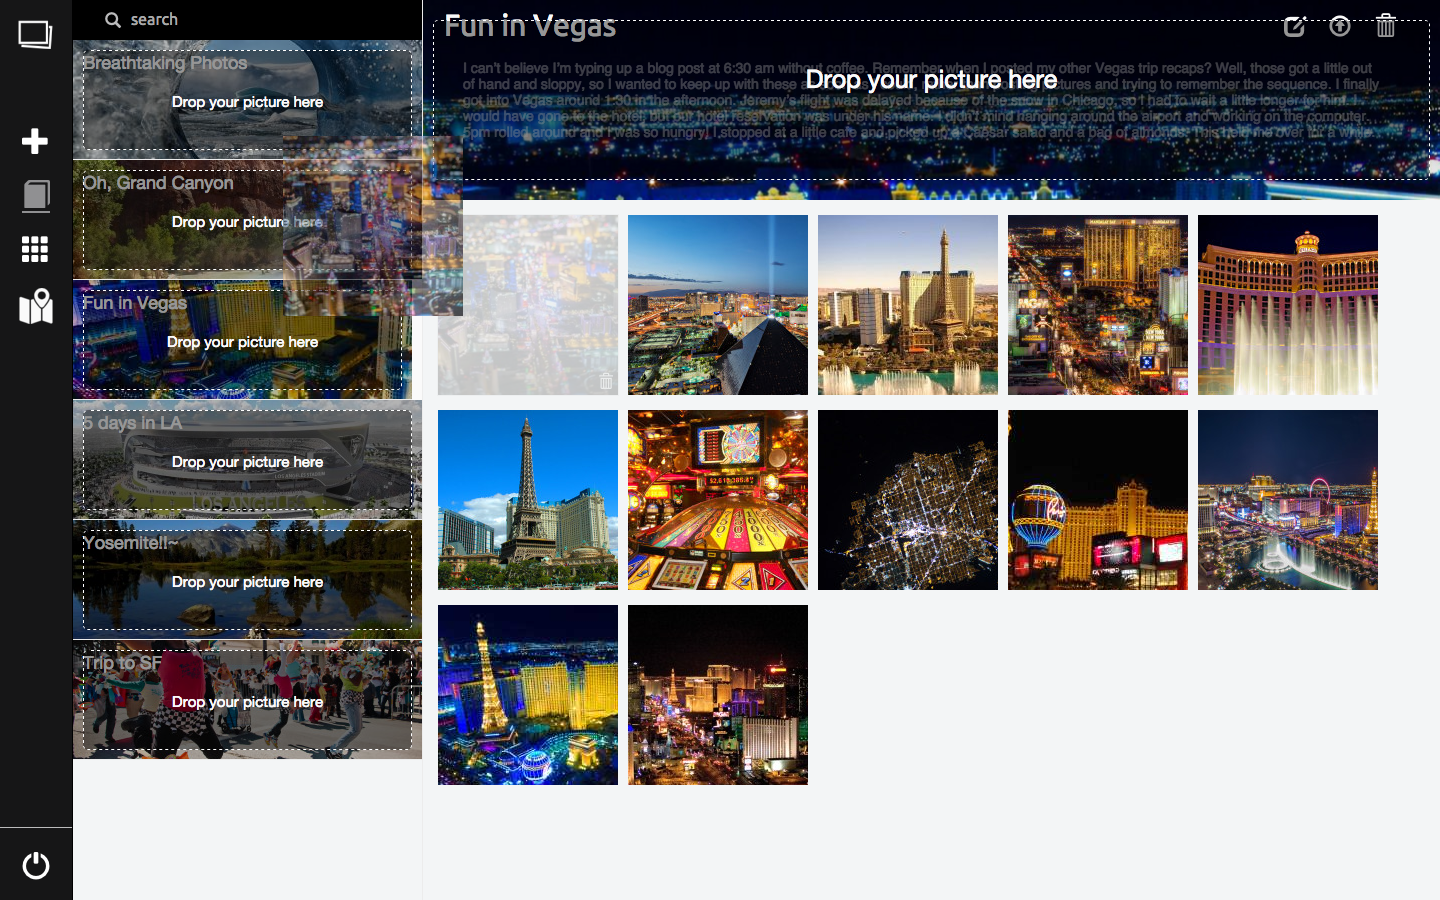 search
Breathtaking Photos
Drop your picture here
Oh, Grand Canyon
Drop your picture here
Fun in Vegas
Drop your picture here
5 days in LA
Drop your picture here
LOS ANGELES
Yosemite!!~
Drop your picture here
Trip to SF
Drop your picture here
Fun in Vegas
Drop your picture here
I can't believe I'm typing up a blog post at 6:30 am without coffee. Remember when I posted my other Vegas trip recaps? Well, those got a little out
of hand and sloppy, so I wanted to keep up with these pictures and trying to remember the sequence. I finally
got into Vegas around 1:30 in the afternoon. Jeremy's flight was delayed because of the snow in Chicago, so I had to wait a little longer for him. I
would have gone to the hotel, but our hotel reservation was under his name. I didn't mind hanging around the airport and working on the computer.
5pm rolled around and I was so hungry, I stopped at a little cafe and picked up a Caesar salad and a bag of almonds. This held me over for a while.
MGM